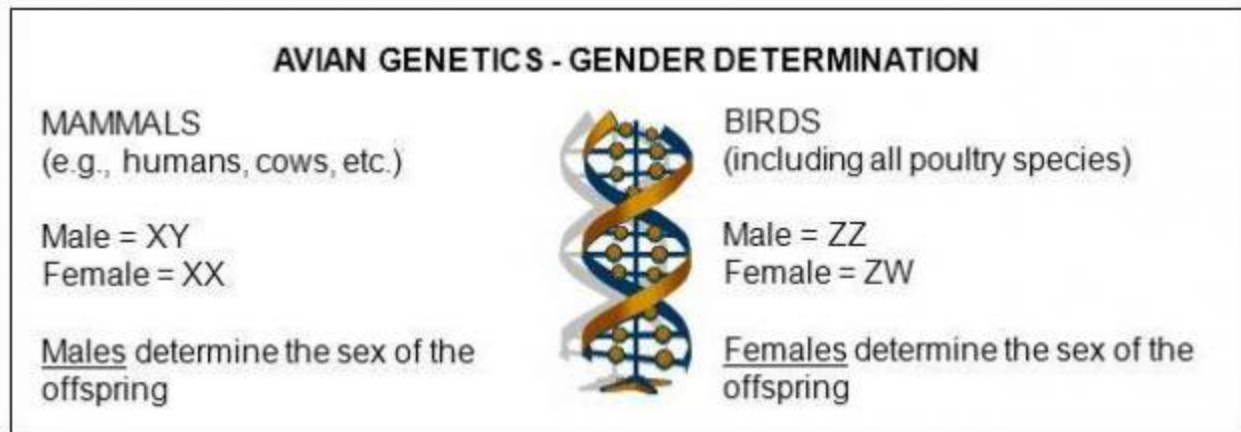 AVIAN GENETICS - GENDER DETERMINATION
MAMMALS
(e.g., humans, cows, etc.)
Male = XY
Female = XX
Males determine the sex of the
offspring
BIRDS
(including all poultry species)
Male = ZZ
Female = ZW
Females determine the sex of the
offspring